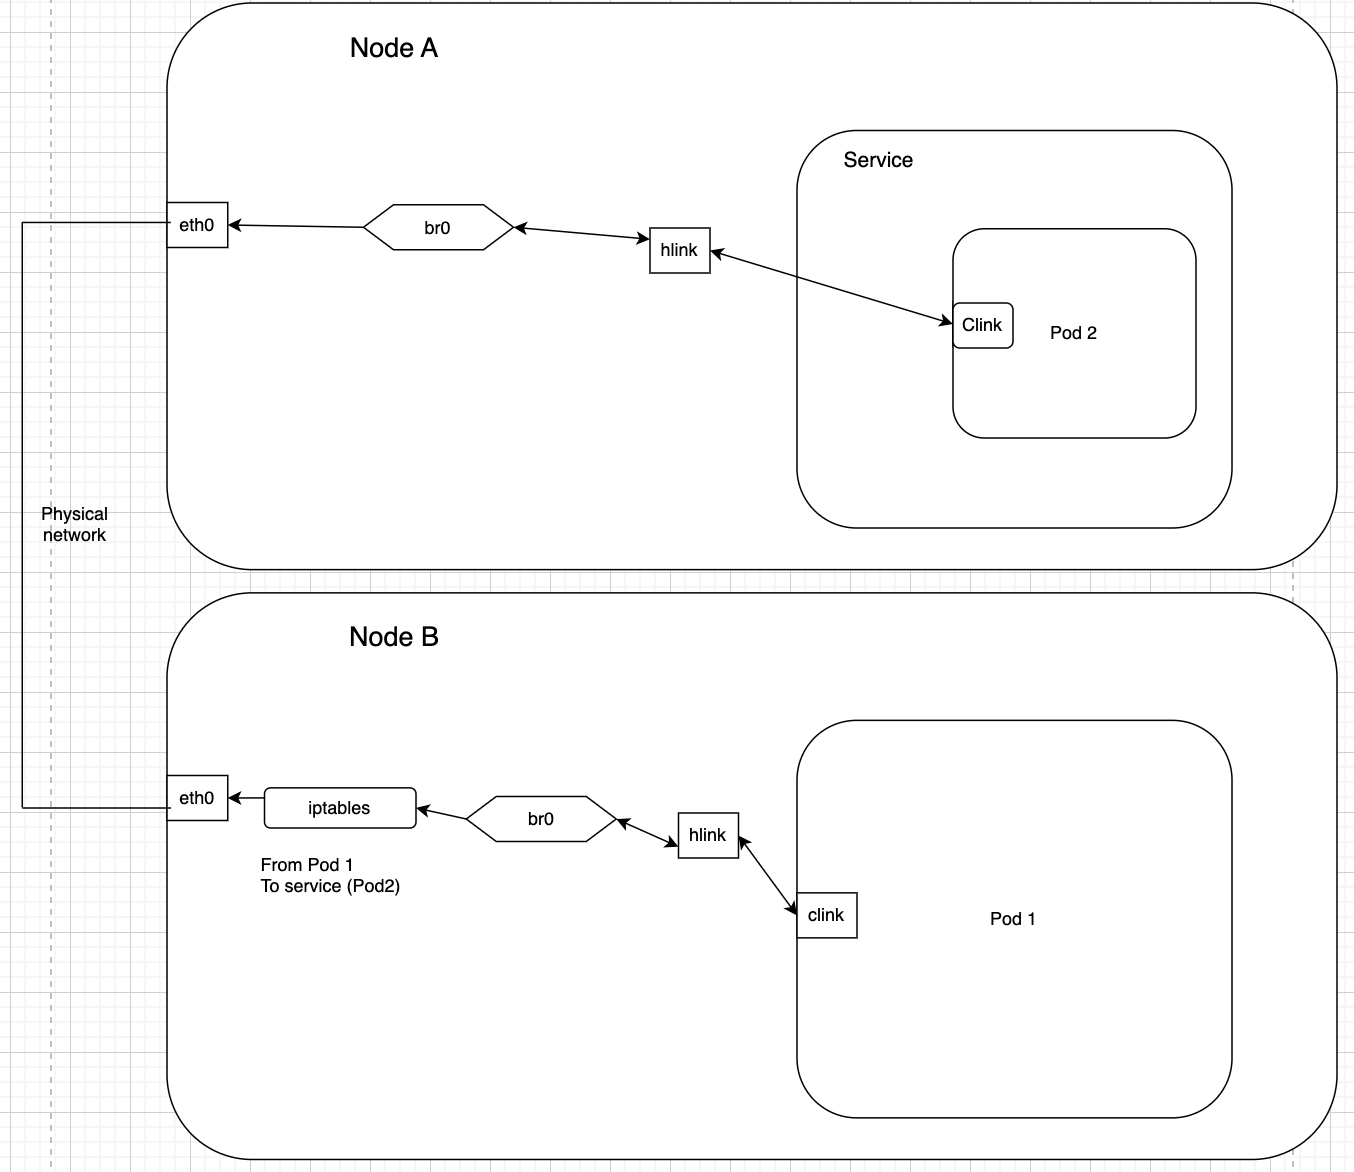 Node A
Service
eth0
br0
hlink
Clink
Pod 2
Physical
network
Node B
eth0
iptables
br0
hlink
From Pod 1
To service (Pod2)
clink
Pod 1